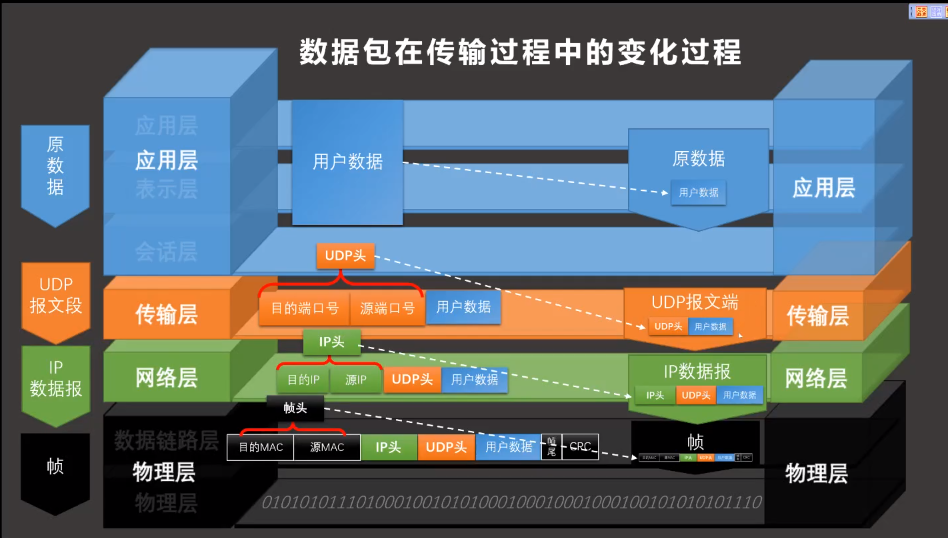 数据包在传输过程中的变化过程
原数据
UDP
报文段
IP
数据报
帧
应用层
应用层
表示层
会话层
传输层
网络层
数据链路层
物理层
物理层
用户数据
UDP头
目的端口号 源端口号 用户数据
IP头
目的IP 源IP UDP头 用户数据
帧头
目的MAC 源MAC IP头 UDP头 用户数据 帧尾 CRC
原数据
用户数据
UDP报文端
UDP头 用户数据
IP数据报
IP头 UDP头 用户数据
帧
应用层
传输层
网络层
物理层